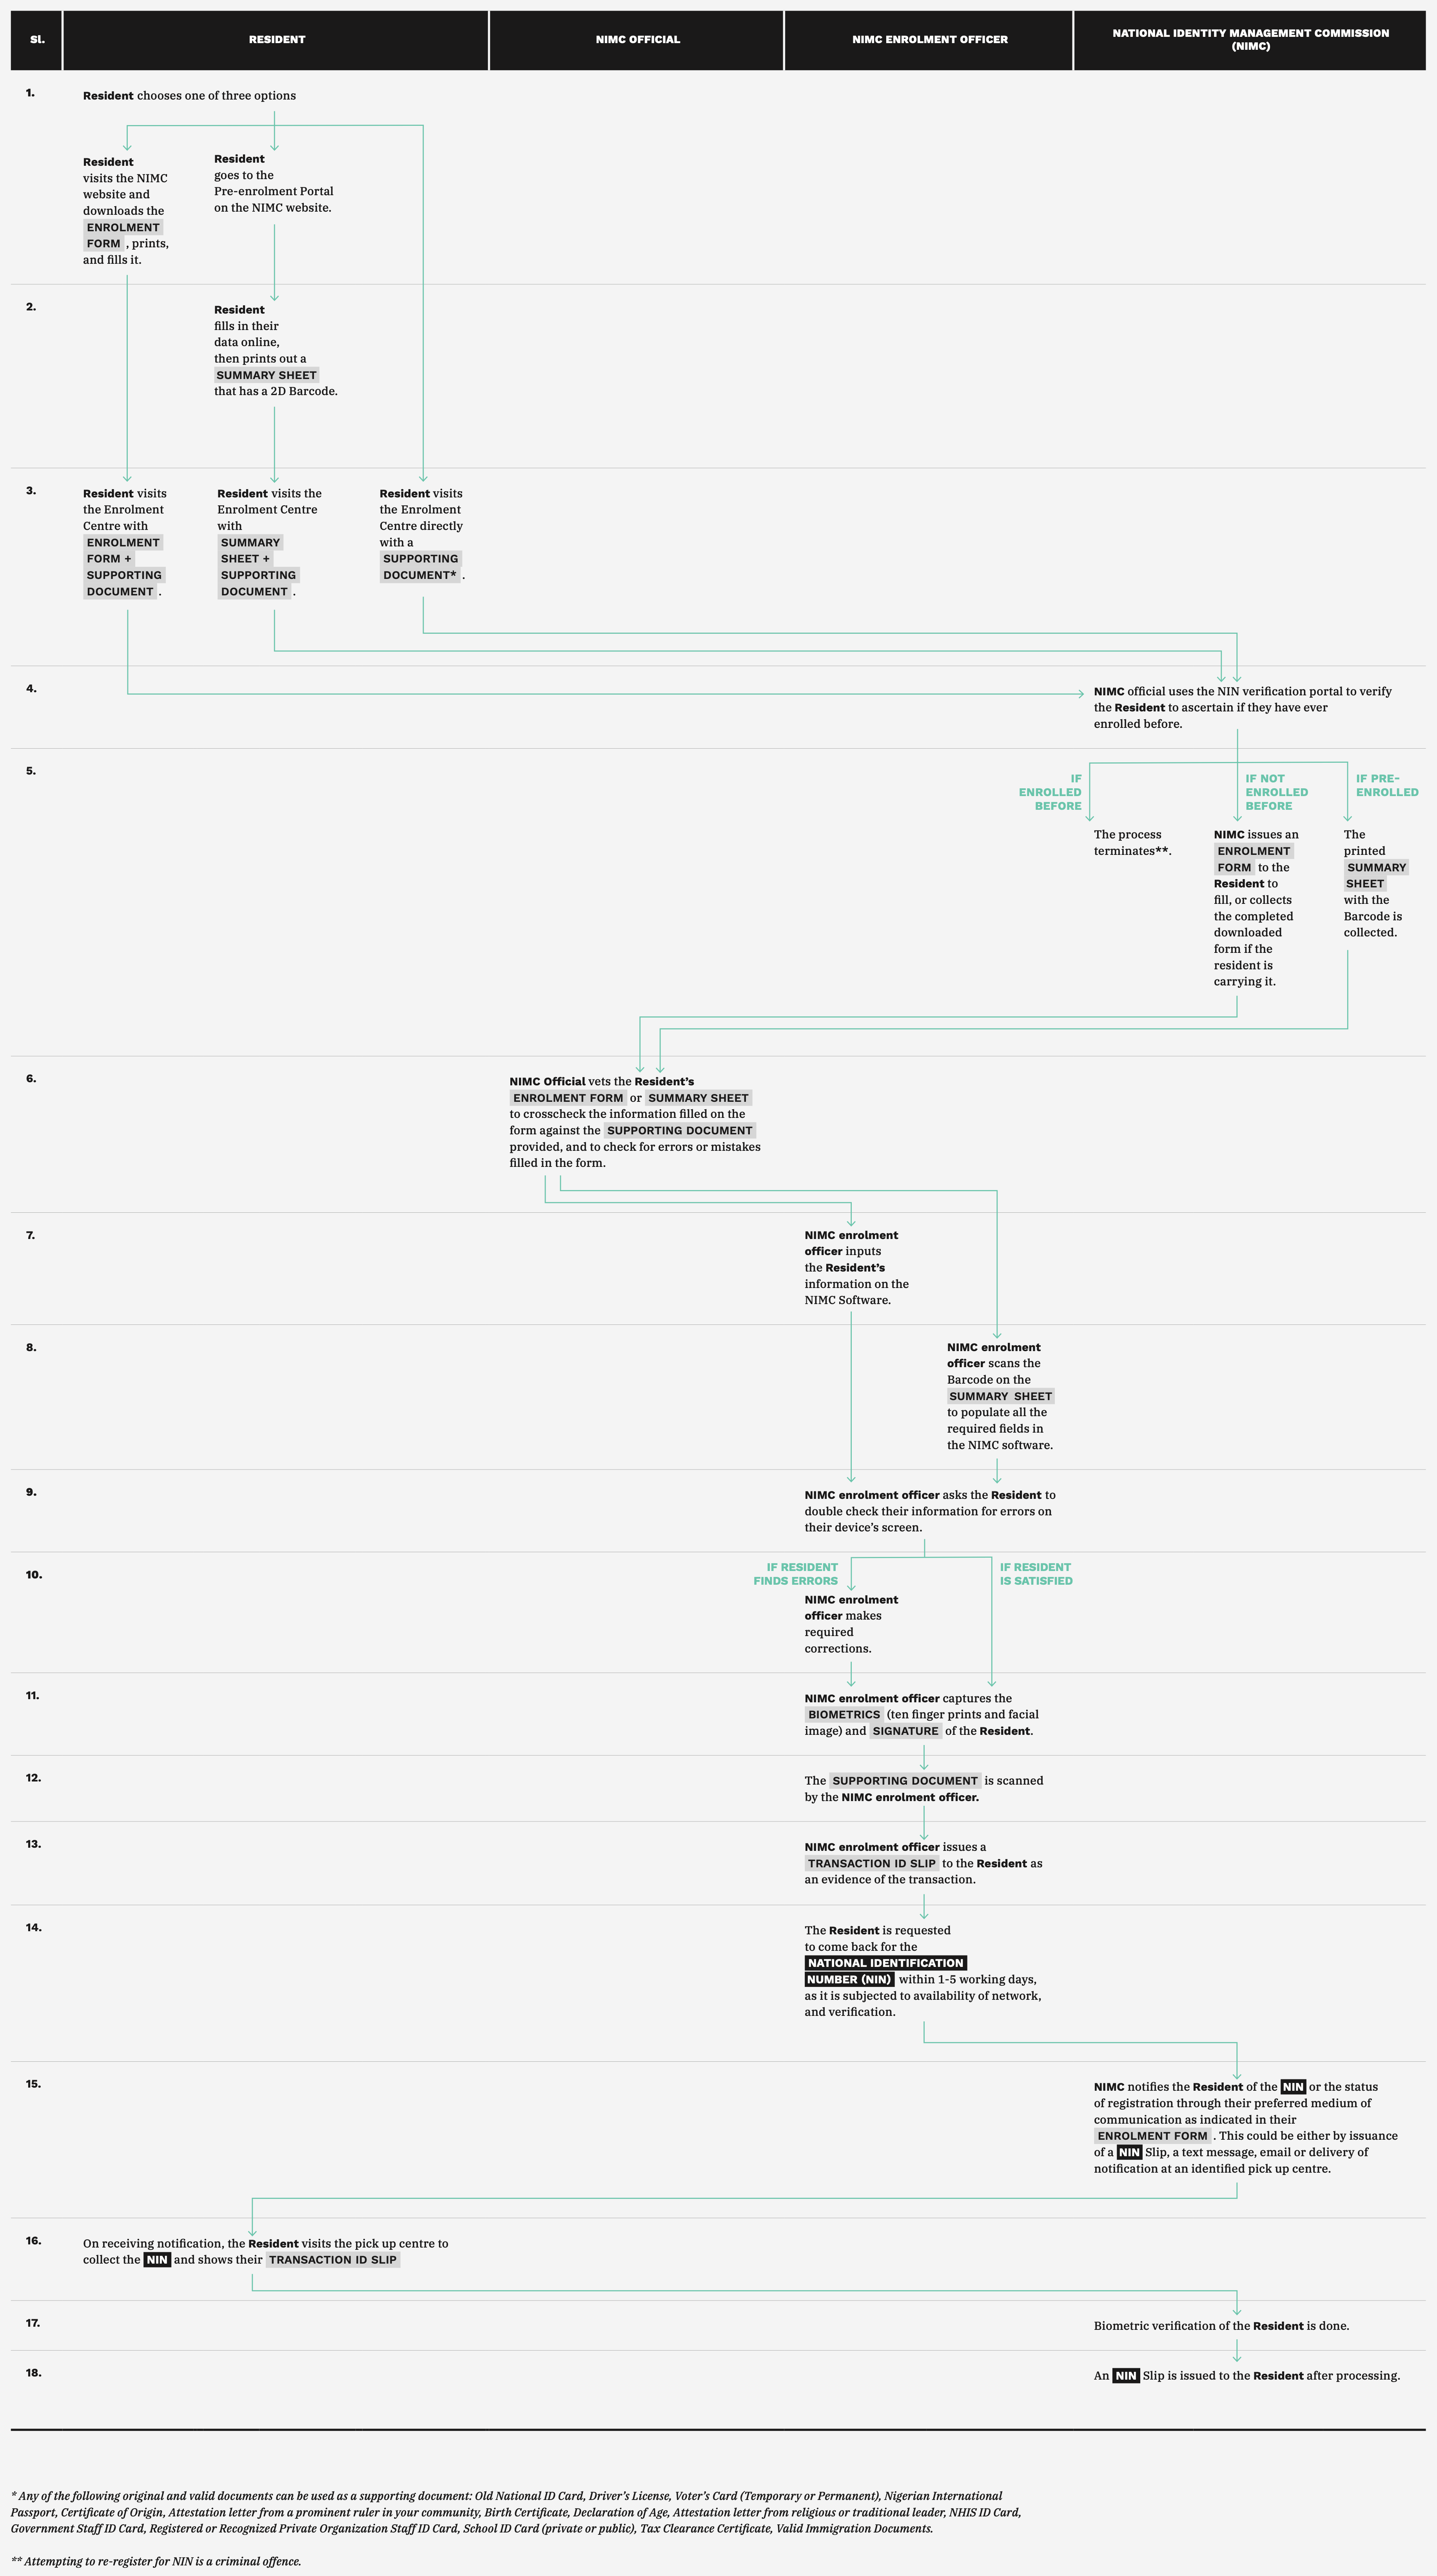 Sl.
RESIDENT
NIMC OFFICIAL
NIMC ENROLMENT OFFICER
NATIONAL IDENTITY MANAGEMENT COMMISSION
(NIMC)
1.
Resident chooses one of three options
Resident
visits the NIMC
website and
downloads the
ENROLMENT
FORM , prints,
and fills it.
Resident
goes to the
Pre-enrolment Portal
on the NIMC website.
2.
Resident
fills in their
data online,
then prints out a
SUMMARY SHEET
that has a 2D Barcode.
3.
Resident visits
the Enrolment
Centre with
ENROLMENT
FORM +
SUPPORTING
DOCUMENT .
Resident visits the
Enrolment Centre
with
SUMMARY
SHEET +
SUPPORTING
DOCUMENT .
Resident visits
the Enrolment
Centre directly
with a
SUPPORTING
DOCUMENT* .
4.
NIMC official uses the NIN verification portal to verify
the Resident to ascertain if they have ever
enrolled before.
5.
IF
ENROLLED
BEFORE
The process
terminates**.
IF NOT
ENROLLED
BEFORE
NIMC issues an
ENROLMENT
FORM to the
Resident to
fill, or collects
the completed
downloaded
form if the
resident is
carrying it.
IF PRE-
ENROLLED
The
printed
SUMMARY
SHEET
with the
Barcode is
collected.
6.
NIMC Official vets the Resident’s
ENROLMENT FORM or SUMMARY SHEET
to crosscheck the information filled on the
form against the SUPPORTING DOCUMENT
provided, and to check for errors or mistakes
filled in the form.
7.
NIMC enrolment
officer inputs
the Resident’s
information on the
NIMC Software.
8.
NIMC enrolment
officer scans the
Barcode on the
SUMMARY SHEET
to populate all the
required fields in
the NIMC software.
9.
NIMC enrolment officer asks the Resident to
double check their information for errors on
their device’s screen.
10.
IF RESIDENT
FINDS ERRORS
NIMC enrolment
officer makes
required
corrections.
IF RESIDENT
IS SATISFIED
11.
NIMC enrolment officer captures the
BIOMETRICS (ten finger prints and facial
image) and SIGNATURE of the Resident.
12.
The SUPPORTING DOCUMENT is scanned
by the NIMC enrolment officer.
13.
NIMC enrolment officer issues a
TRANSACTION ID SLIP to the Resident as
an evidence of the transaction.
14.
The Resident is requested
to come back for the
NATIONAL IDENTIFICATION
NUMBER (NIN) within 1-5 working days,
as it is subjected to availability of network,
and verification.
15.
NIMC notifies the Resident of the NIN or the status
of registration through their preferred medium of
communication as indicated in their
ENROLMENT FORM . This could be either by issuance
of a NIN Slip, a text message, email or delivery of
notification at an identified pick up centre.
16.
On receiving notification, the Resident visits the pick up centre to
collect the NIN and shows their TRANSACTION ID SLIP
17.
Biometric verification of the Resident is done.
18.
An NIN Slip is issued to the Resident after processing.
* Any of the following original and valid documents can be used as a supporting document: Old National ID Card, Driver’s License, Voter’s Card (Temporary or Permanent), Nigerian International
Passport, Certificate of Origin, Attestation letter from a prominent ruler in your community, Birth Certificate, Declaration of Age, Attestation letter from religious or traditional leader, NHIS ID Card,
Government Staff ID Card, Registered or Recognized Private Organization Staff ID Card, School ID Card (private or public), Tax Clearance Certificate, Valid Immigration Documents.
** Attempting to re-register for NIN is a criminal offence.